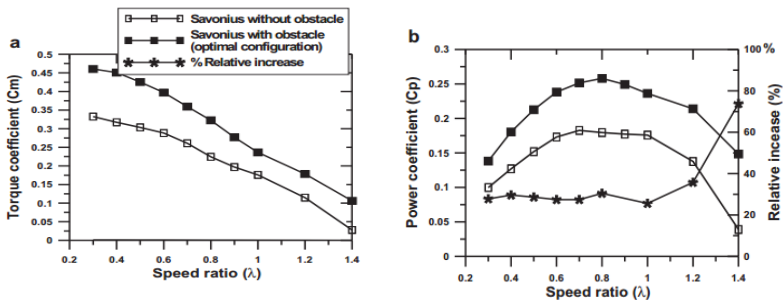 a
Savonius without obstacle
Savonius with obstacle
(optimal configuration)
% Relative increase
Torque coefficient (Cm)
0.5
0.45
0.4
0.35
0.3
0.25
0.2
0.15
0.1
0.05
0
0.2 0.4 0.6 0.8 1 1.2 1.4
Speed ratio (λ)
b
Power coefficient (Cp)
0.3
0.25
0.2
0.15
0.1
0.05
0
100 %
80
60
40
20
0
Relative increase (%)
0.2 0.4 0.6 0.8 1 1.2 1.4
Speed ratio (λ)